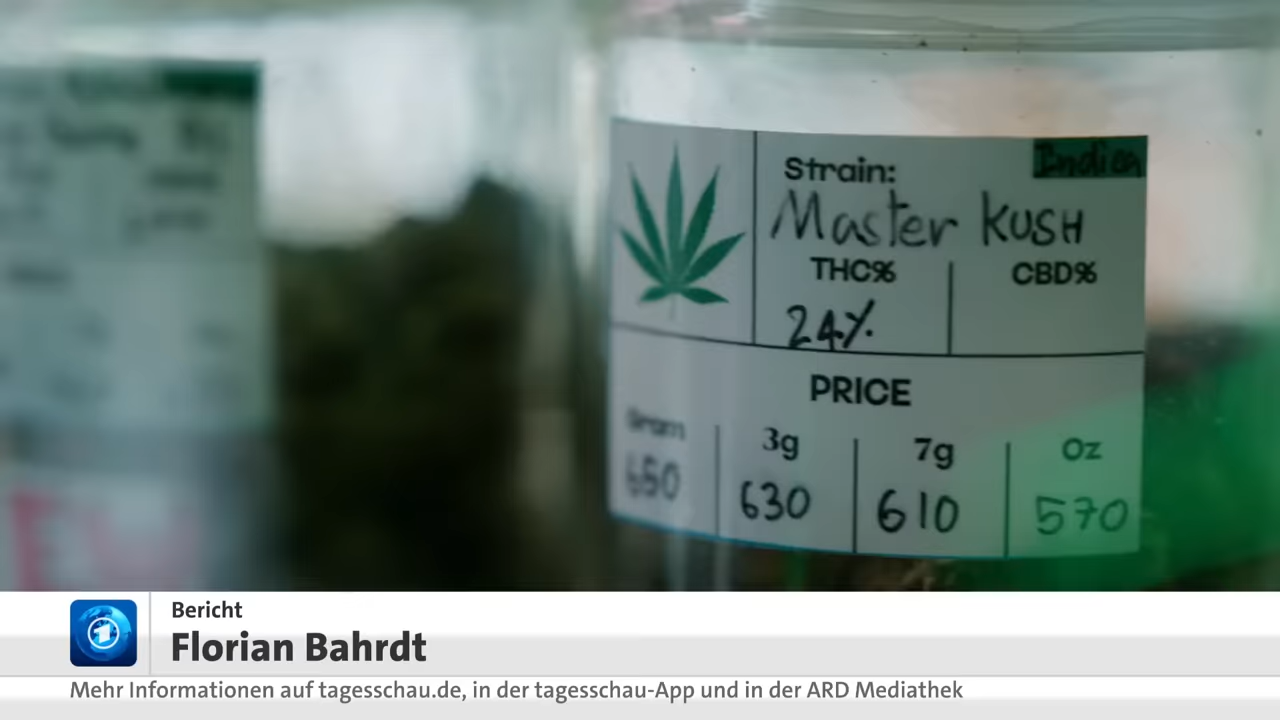 Indica
Strain:
Master KUSH
THC% CBD%
24%
PRICE
Gram 3g 7g Oz
650 630 610 570
Bericht
Florian Bahrdt
Mehr Informationen auf tagesschau.de, in der tagesschau-App und in der ARD Mediathek